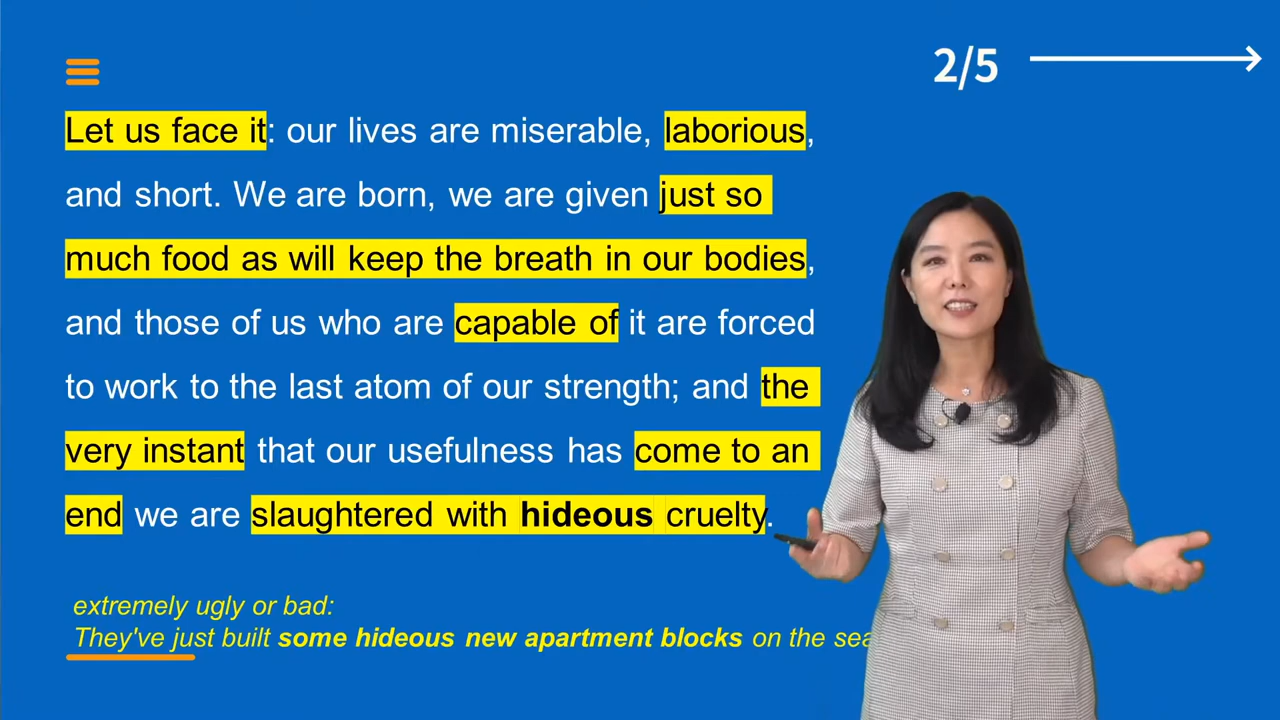 2/5
Let us face it: our lives are miserable, laborious,
and short. We are born, we are given just so
much food as will keep the breath in our bodies,
and those of us who are capable of it are forced
to work to the last atom of our strength; and the
very instant that our usefulness has come to an
end we are slaughtered with hideous cruelty.
extremely ugly or bad:
They've just built some hideous new apartment blocks on the